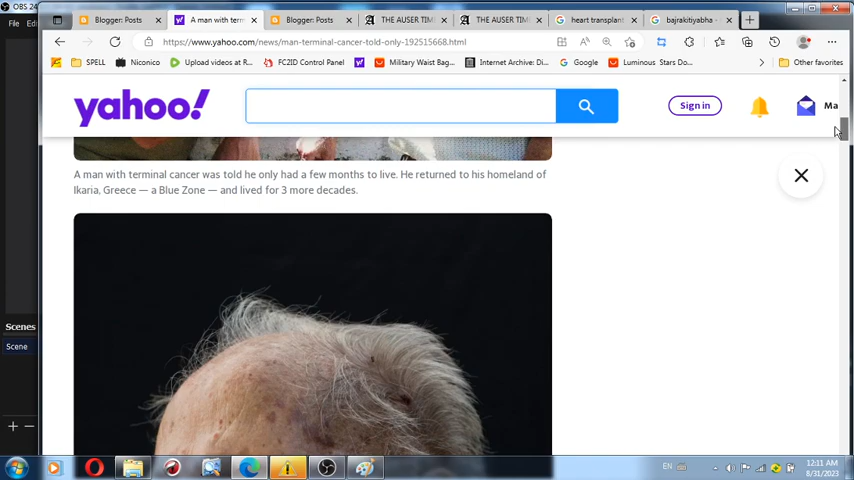 OBS 24
File
Edi
Blogger: Posts
A man with term
Blogger: Posts
THE AUSER TIM
THE AUSER TIM
heart transplant
bajrakitiyabha -
https://www.yahoo.com/news/man-terminal-cancer-told-only-192515668.html
SPELL
Niconico
Upload videos at R...
FC2ID Control Panel
Military Waist Bag...
Internet Archive: Di...
Google
Luminous Stars Do...
Other favorites
yahoo!
Sign in
Ma
A man with terminal cancer was told he only had a few months to live. He returned to his homeland of
Ikaria, Greece — a Blue Zone — and lived for 3 more decades.
Scenes
Scene
EN
12:11 AM
8/31/2023